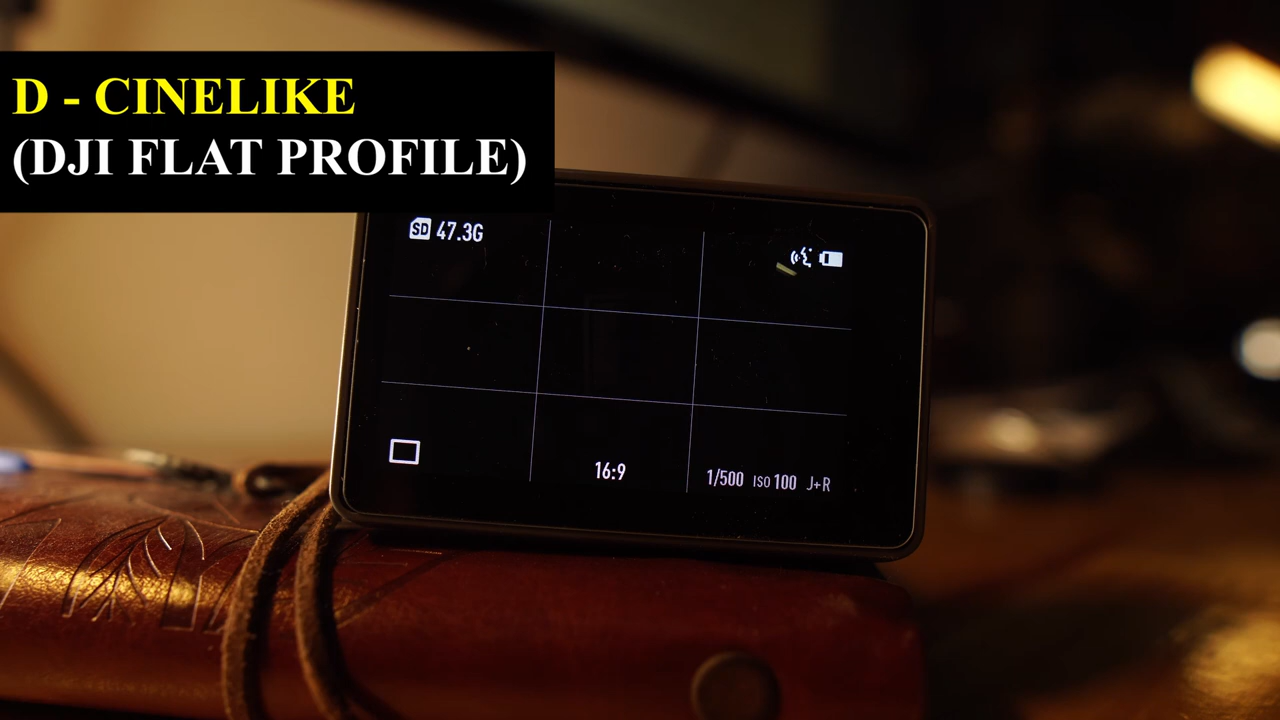 D - CINELIKE
(DJI FLAT PROFILE)
SD 47.3G
16:9
1/500 ISO 100 J+R